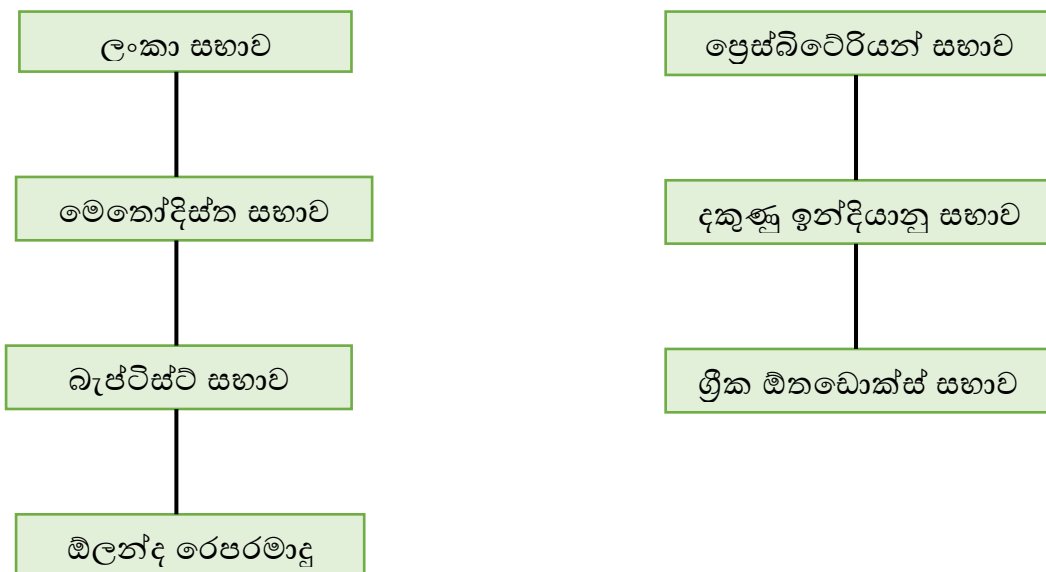 ලංකා සභාව
ප්‍රෙස්බිටේරියන් සභාව
මෙතෝදිස්ත සභාව
දකුණු ඉන්දියානු සභාව
බැප්ටිස්ට් සභාව
ග්‍රීක ඕතඩොක්ස් සභාව
ඕලන්ද රෙපරමාදු